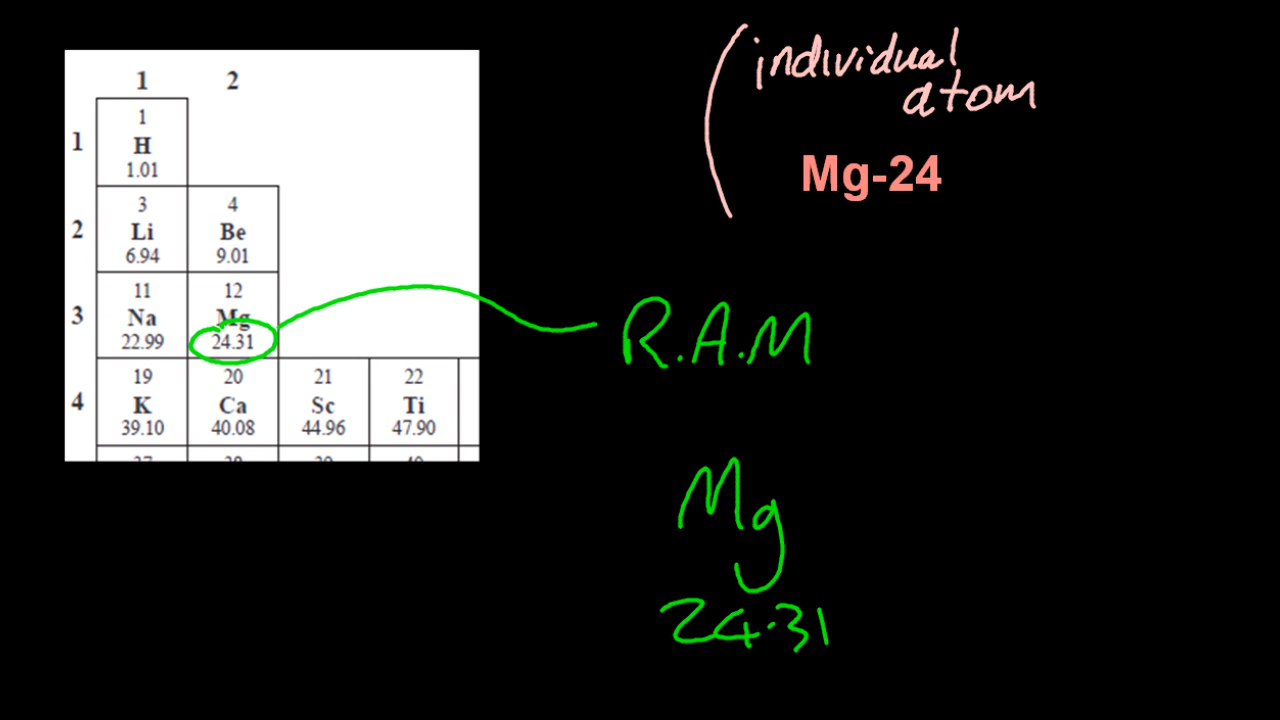 1 2
1
H
1.01
1
3 4
Li Be
6.94 9.01
2
11 12
Na Mg
22.99 24.31
3
19 20 21 22
K Ca Sc Ti
39.10 40.08 44.96 47.90
4
individual
atom
Mg-24
R.A.M
Mg
24.31